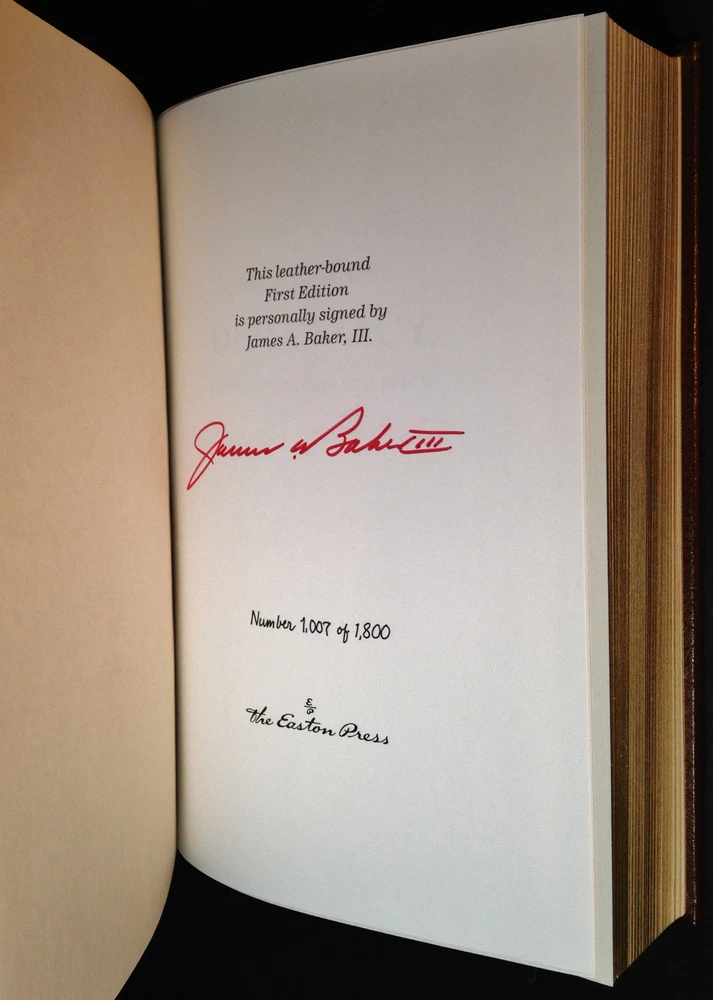 This leather-bound
First Edition
is personally signed by
James A. Baker, III.
James A. Baker III
Number 1,007 of 1,800
E P
the Easton Press